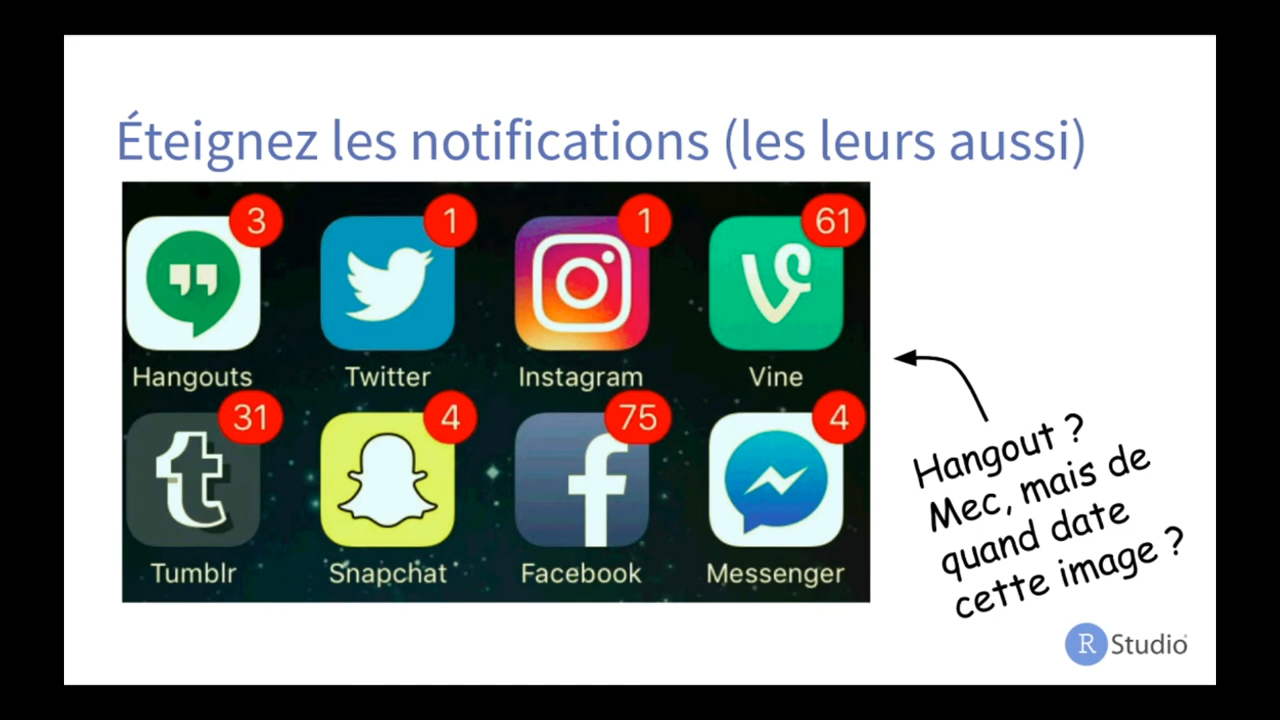 Éteignez les notifications (les leurs aussi)
3 1 1 61
Hangouts Twitter Instagram Vine
31 4 75 4
Tumblr Snapchat Facebook Messenger
Hangout ?
Mec, mais de
quand date
cette image ?
R Studio